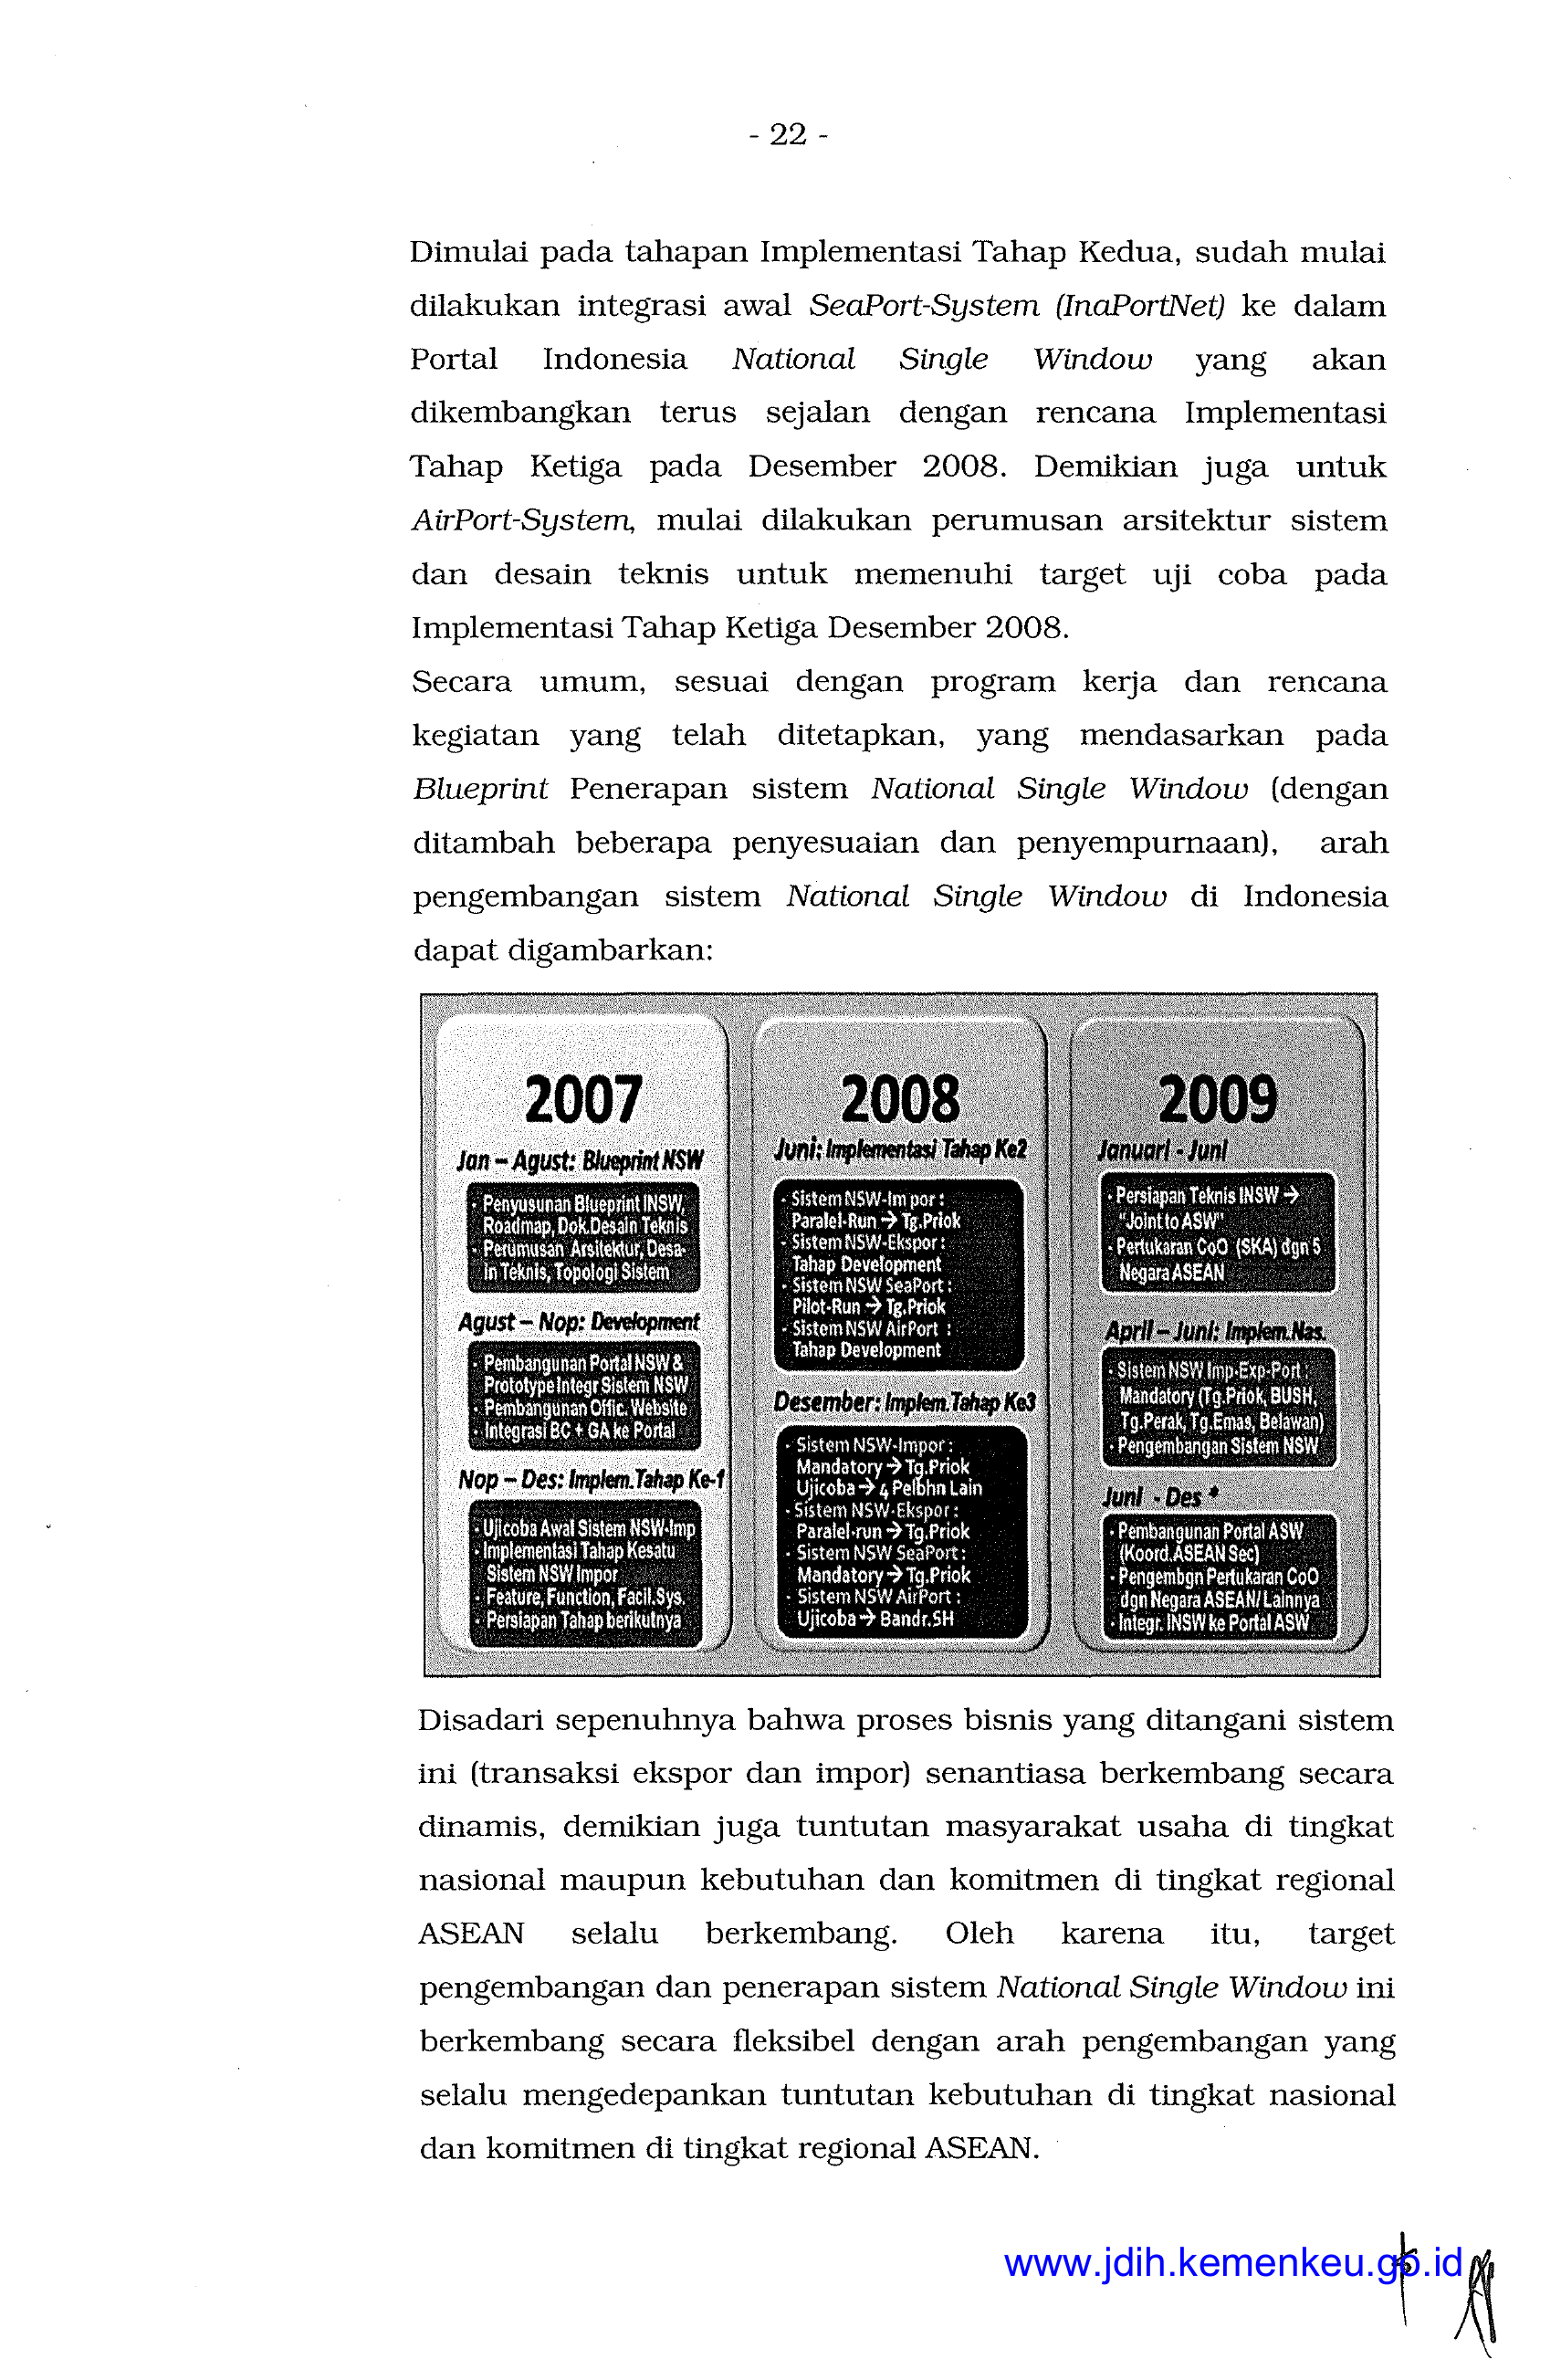 - 22 -
Dimulai pada tahapan Implementasi Tahap Kedua, sudah mulai
dilakukan integrasi awal SeaPort-System (InaPortNet) ke dalam
Portal Indonesia National Single Window yang akan
dikembangkan terus sejalan dengan rencana Implementasi
Tahap Ketiga pada Desember 2008. Demikian juga untuk
AirPort-System, mulai dilakukan perumusan arsitektur sistem
dan desain teknis untuk memenuhi target uji coba pada
Implementasi Tahap Ketiga Desember 2008.
Secara umum, sesuai dengan program kerja dan rencana
kegiatan yang telah ditetapkan, yang mendasarkan pada
Blueprint Penerapan sistem National Single Window (dengan
ditambah beberapa penyesuaian dan penyempurnaan), arah
pengembangan sistem National Single Window di Indonesia
dapat digambarkan:
2007
Jan – Agust: Blueprint NSW
· Penyusunan Blueprint INSW,
Roadmap, Dok.Desain Teknis
· Perumusan Arsitektur, Desa-
in Teknis, Topologi Sistem
Agust – Nop: Development
· Pembangunan Portal NSW &
Prototype Integr Sistem NSW
· Pembangunan Offic. Website
· Integrasi BC + GA ke Portal
Nop – Des: Implem.Tahap Ke-1
· Ujicoba Awal Sistem NSW-Imp
· Implementasi Tahap Kesatu
Sistem NSW Impor
· Feature, Function, Facil.Sys.
· Persiapan Tahap berikutnya
2008
Juni: Implementasi Tahap Ke2
· Sistem NSW-Im por :
Paralel-Run → Tg.Priok
· Sistem NSW-Ekspor :
Tahap Development
· Sistem NSW SeaPort :
Pilot-Run → Tg.Priok
· Sistem NSW AirPort :
Tahap Development
Desember: Implem.Tahap Ke3
· Sistem NSW-Impor :
Mandatory → Tg.Priok
Ujicoba → 4 Pelbhn Lain
· Sistem NSW-Ekspor :
Paralel-run → Tg.Priok
· Sistem NSW SeaPort :
Mandatory → Tg.Priok
· Sistem NSW AirPort :
Ujicoba → Bandr.SH
2009
Januari - Juni
· Persiapan Teknis INSW →
"Joint to ASW"
· Pertukaran CoO (SKA) dgn 5
Negara ASEAN
April – Juni: Implem.Nas.
· Sistem NSW Imp-Exp-Port :
Mandatory (Tg.Priok, BUSH,
Tg.Perak, Tg.Emas, Belawan)
· Pengembangan Sistem NSW
Juni - Des *
· Pembangunan Portal ASW
(Koord.ASEAN Sec)
· Pengembgn Pertukaran CoO
dgn Negara ASEAN/ Lainnya
· Integr. INSW ke Portal ASW
Disadari sepenuhnya bahwa proses bisnis yang ditangani sistem
ini (transaksi ekspor dan impor) senantiasa berkembang secara
dinamis, demikian juga tuntutan masyarakat usaha di tingkat
nasional maupun kebutuhan dan komitmen di tingkat regional
ASEAN selalu berkembang. Oleh karena itu, target
pengembangan dan penerapan sistem National Single Window ini
berkembang secara fleksibel dengan arah pengembangan yang
selalu mengedepankan tuntutan kebutuhan di tingkat nasional
dan komitmen di tingkat regional ASEAN.
www.jdih.kemenkeu.go.id